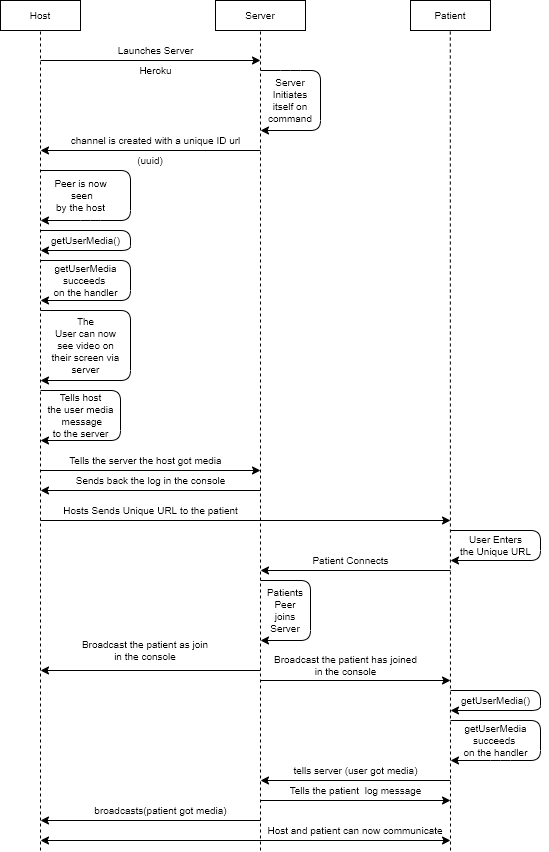 Host
Server
Patient
Launches Server
Heroku
Server
Initiates
itself on
command
channel is created with a unique ID url
(uuid)
Peer is now
seen
by the host
getUserMedia()
getUserMedia
succeeds
on the handler
The
User can now
see video on
their screen via
server
Tells host
the user media
message
to the server
Tells the server the host got media
Sends back the log in the console
Hosts Sends Unique URL to the patient
User Enters
the Unique URL
Patient Connects
Patients
Peer
joins
Server
Broadcast the patient as join
in the console
Broadcast the patient has joined
in the console
getUserMedia()
getUserMedia
succeeds
on the handler
tells server (user got media)
Tells the patient log message
broadcasts(patient got media)
Host and patient can now communicate